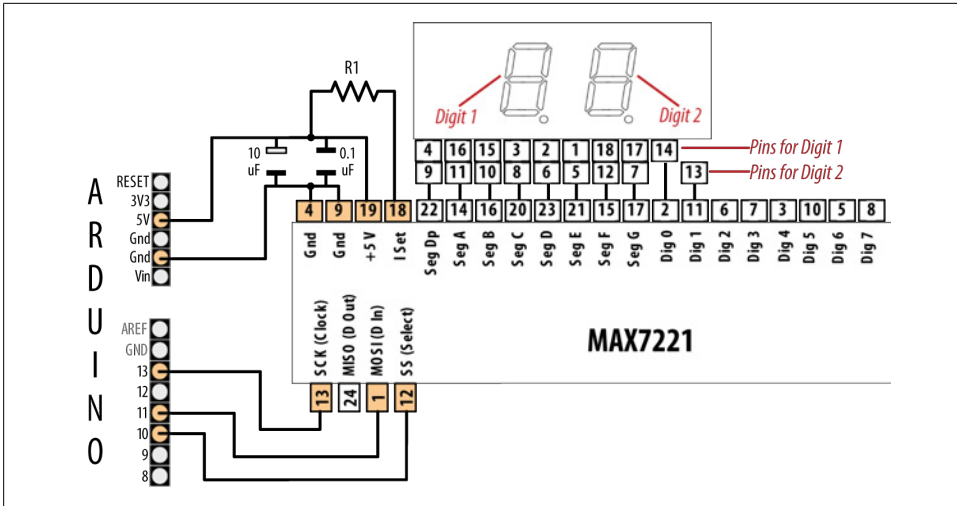 R1
Digit 1
Digit 2
10
uF
0.1
uF
4 16 15 3 2 1 18 17 14
Pins for Digit 1
9 11 10 8 6 5 12 7 13
Pins for Digit 2
ARDUINO
RESET
3V3
5V
Gnd
Gnd
Vin
4 9 19 18 22 14 16 20 23 21 15 17 2 11 6 7 3 10 5 8
Gnd
Gnd
+5V
ISet
Seg Dp
Seg A
Seg B
Seg C
Seg D
Seg E
Seg F
Seg G
Dig 0
Dig 1
Dig 2
Dig 3
Dig 4
Dig 5
Dig 6
Dig 7
AREF
GND
13
12
11
10
9
8
SCK (Clock)
MISO (D Out)
MOSI (D In)
SS (Select)
MAX7221
13 24 1 12